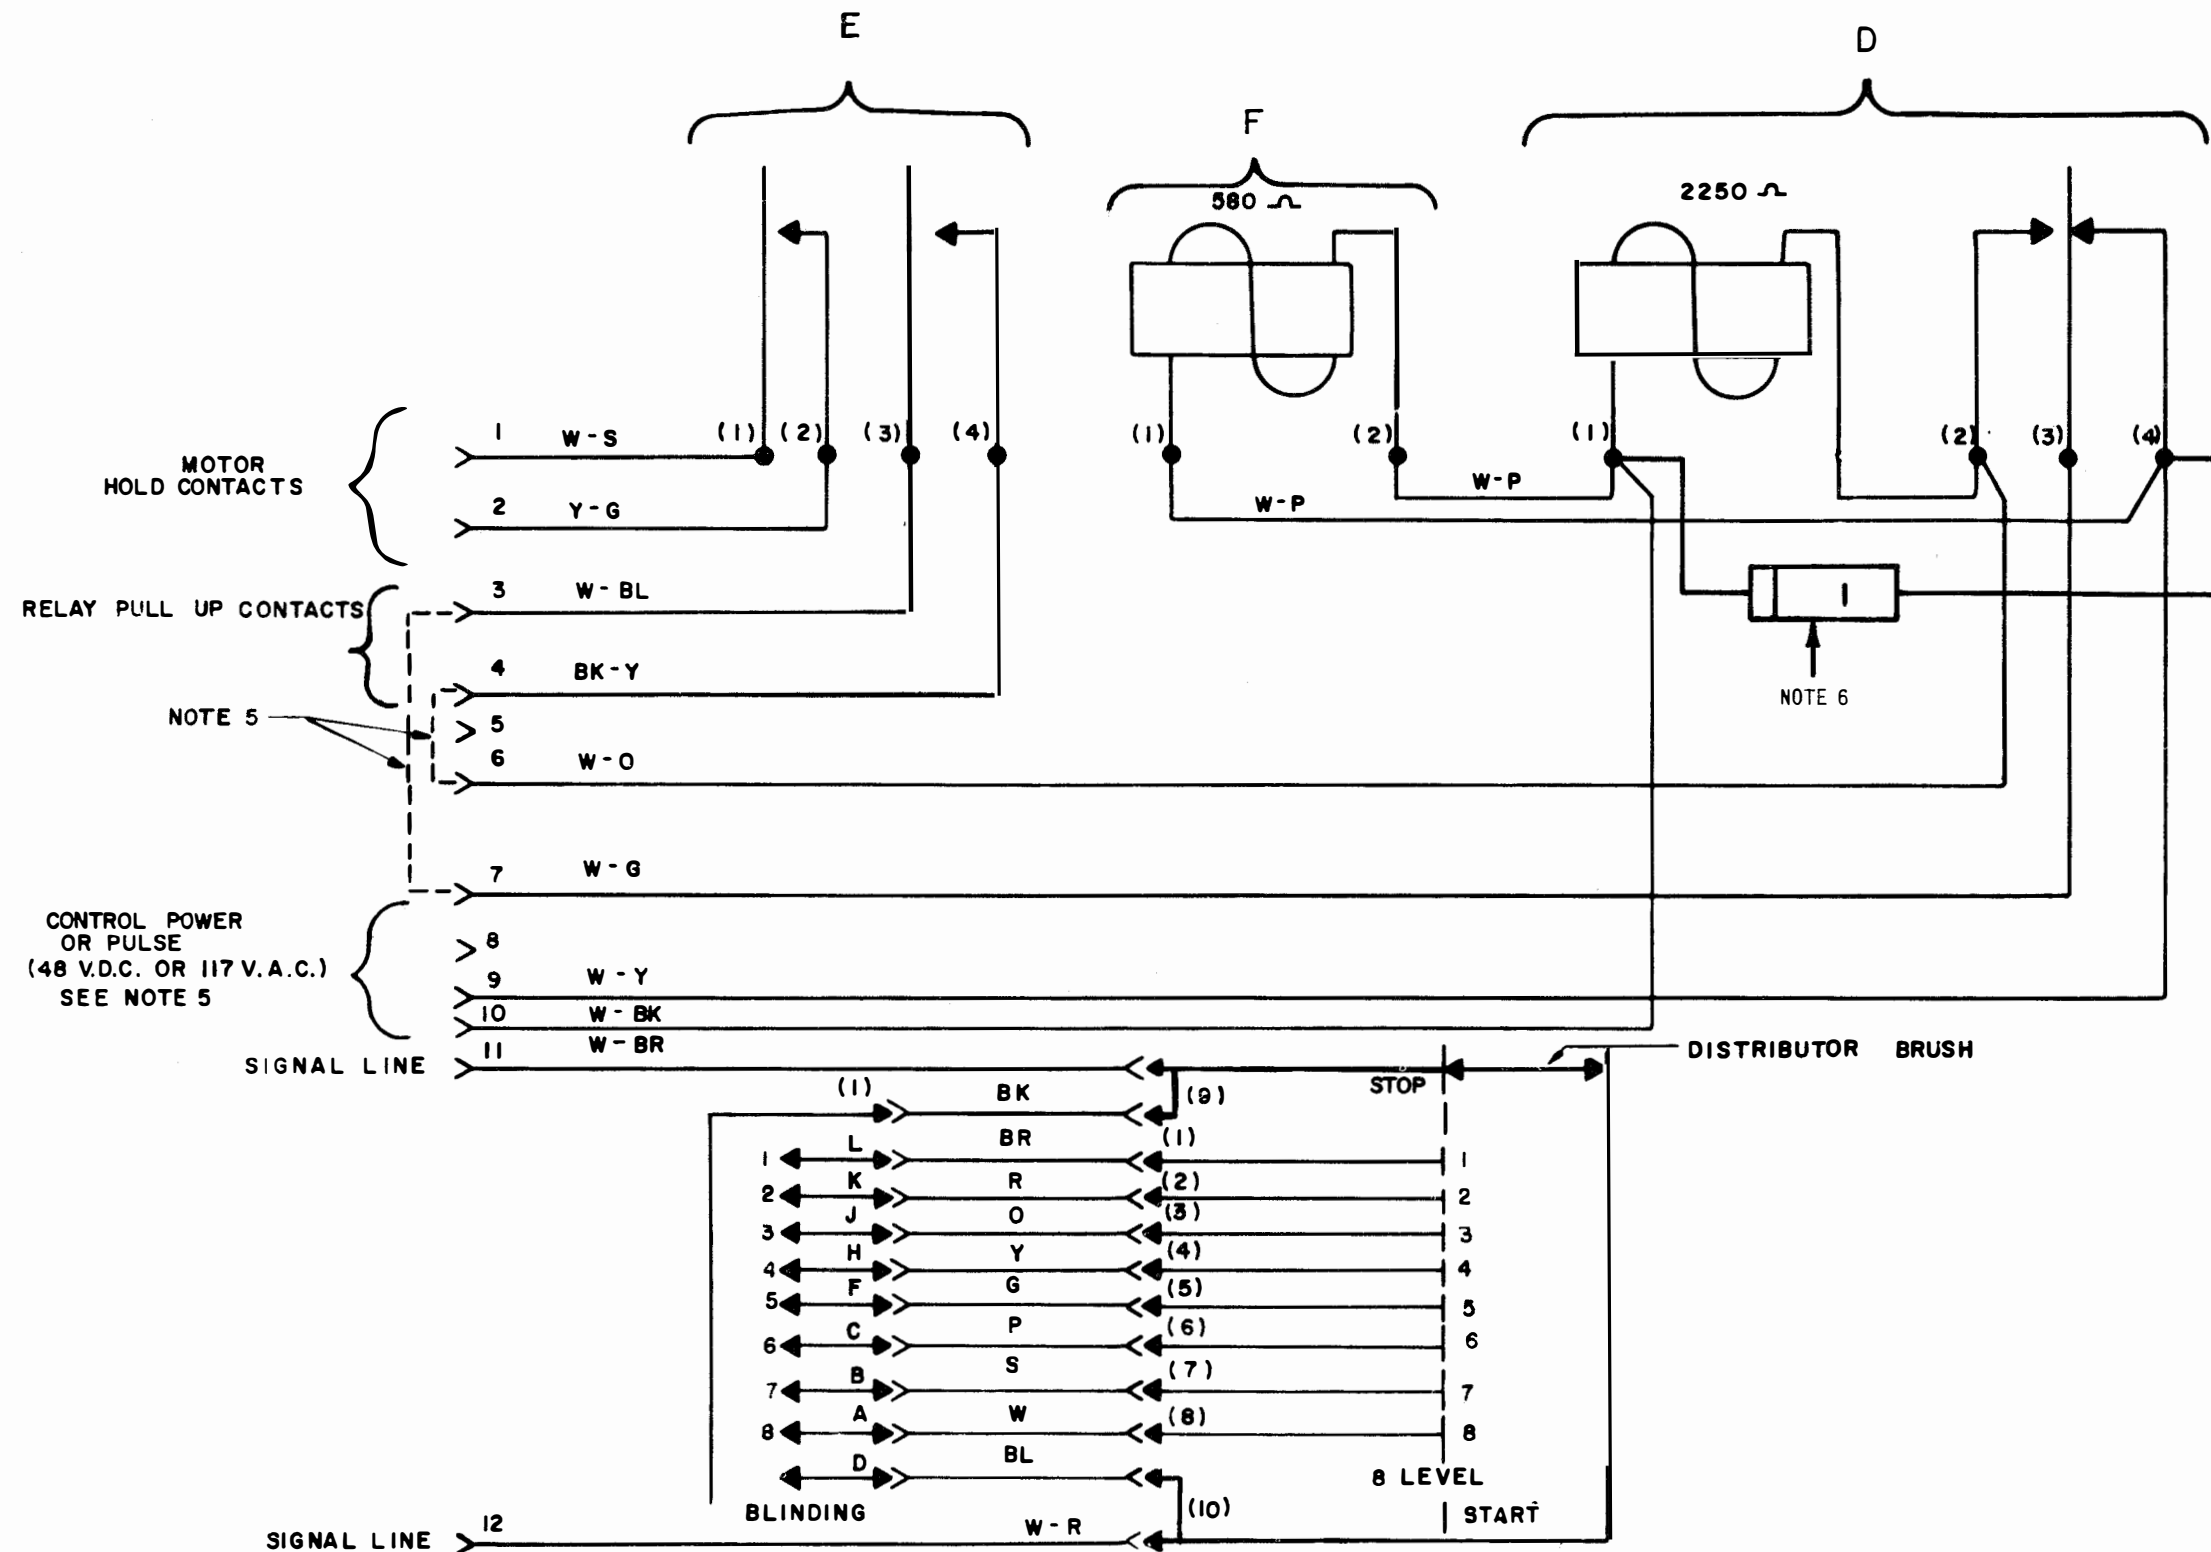 E
D
F
580 Ω
2250 Ω
1 W-S (1) (2) (3) (4) (1) (2) (1) (2) (3) (4)
MOTOR
HOLD CONTACTS
W-P
2 Y-G
W-P
3 W-BL
RELAY PULL UP CONTACTS
I
4 BK-Y
NOTE 6
NOTE 5
5
6 W-O
7 W-G
CONTROL POWER
OR PULSE
(48 V.D.C. OR 117 V.A.C.)
SEE NOTE 5
8
9 W-Y
10 W-BK
11 W-BR
SIGNAL LINE
DISTRIBUTOR BRUSH
STOP
(1) BK (9)
1 L BR (1) 1
2 K R (2) 2
3 J O (3) 3
4 H Y (4) 4
5 F G (5) 5
6 C P (6) 6
7 B S (7) 7
8 A W (8) 8
D BL
8 LEVEL
BLINDING
(10)
START
12 W-R
SIGNAL LINE